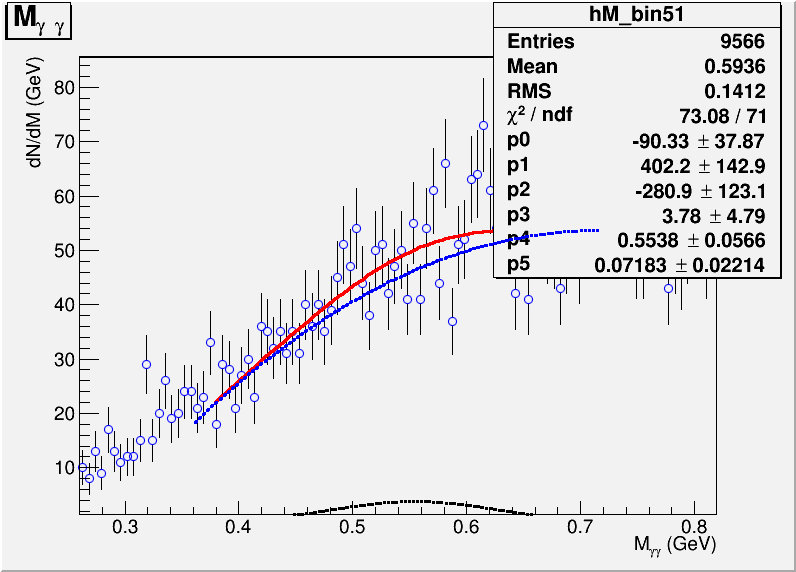 M γ γ
hM_bin51
Entries 9566
Mean 0.5936
RMS 0.1412
χ² / ndf 73.08 / 71
p0 -90.33 ± 37.87
p1 402.2 ± 142.9
p2 -280.9 ± 123.1
p3 3.78 ± 4.79
p4 0.5538 ± 0.0566
p5 0.07183 ± 0.02214
dN/dM (GeV)
80
70
60
50
40
30
20
10
0.3 0.4 0.5 0.6 0.7 0.8
Mγγ (GeV)